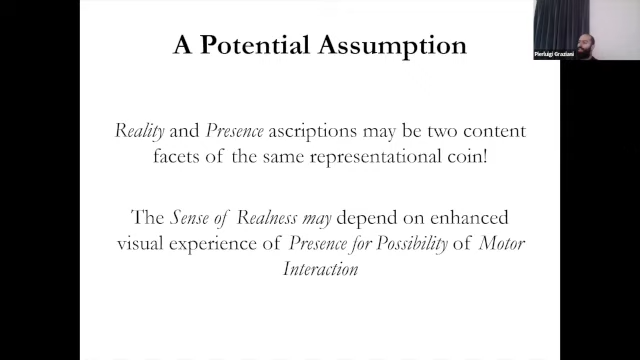 A Potential Assumption
Pierluigi Graziani
Reality and Presence ascriptions may be two content
facets of the same representational coin!
The Sense of Realness may depend on enhanced
visual experience of Presence for Possibility of Motor
Interaction